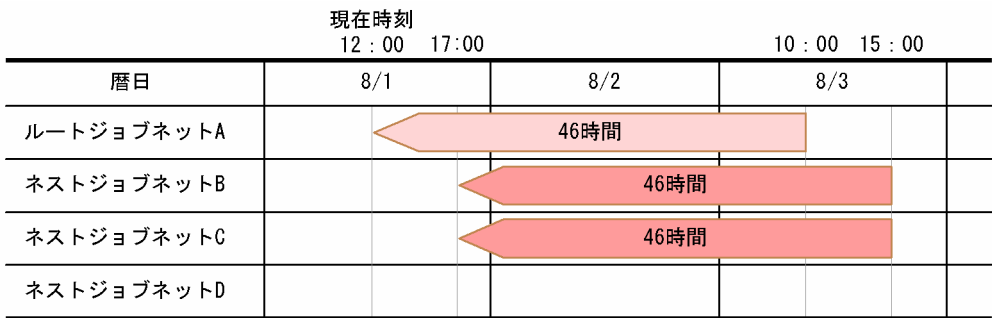 現在時刻
12：00 17:00 10：00 15：00
暦日 8/1 8/2 8/3
ルートジョブネットA 46時間
ネストジョブネットB 46時間
ネストジョブネットC 46時間
ネストジョブネットD